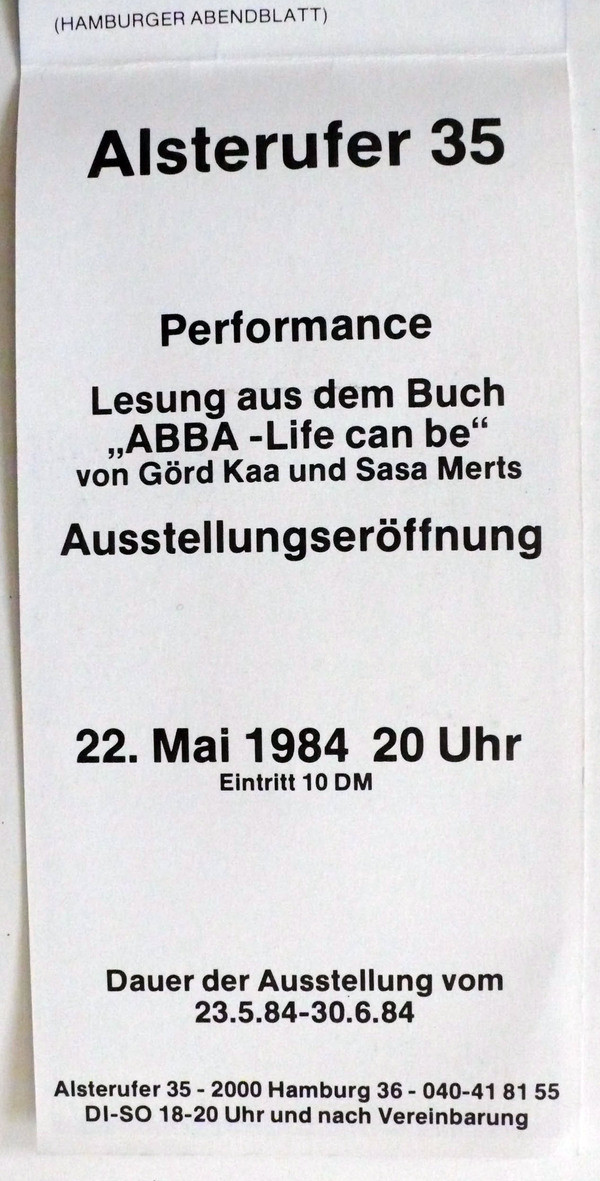 (HAMBURGER ABENDBLATT)
Alsterufer 35
Performance
Lesung aus dem Buch
„ABBA -Life can be“
von Görd Kaa und Sasa Merts
Ausstellungseröffnung
22. Mai 1984 20 Uhr
Eintritt 10 DM
Dauer der Ausstellung vom
23.5.84-30.6.84
Alsterufer 35 - 2000 Hamburg 36 - 040-41 81 55
DI-SO 18-20 Uhr und nach Vereinbarung